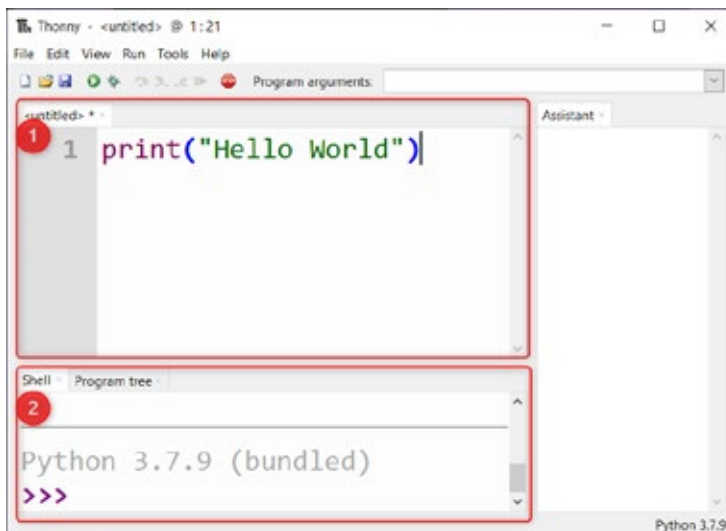 Thonny - <untitled> @ 1:21
File Edit View Run Tools Help
Program arguments:
<untitled> *
Assistant
1
1 print("Hello World")
Shell Program tree
2
Python 3.7.9 (bundled)
>>>
Python 3.7.9